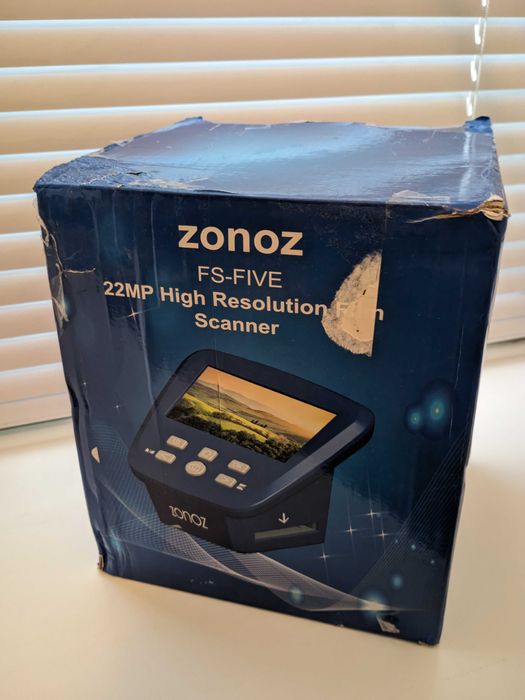 zonoz
FS-FIVE
22MP High Resolution
Scanner
zonoz